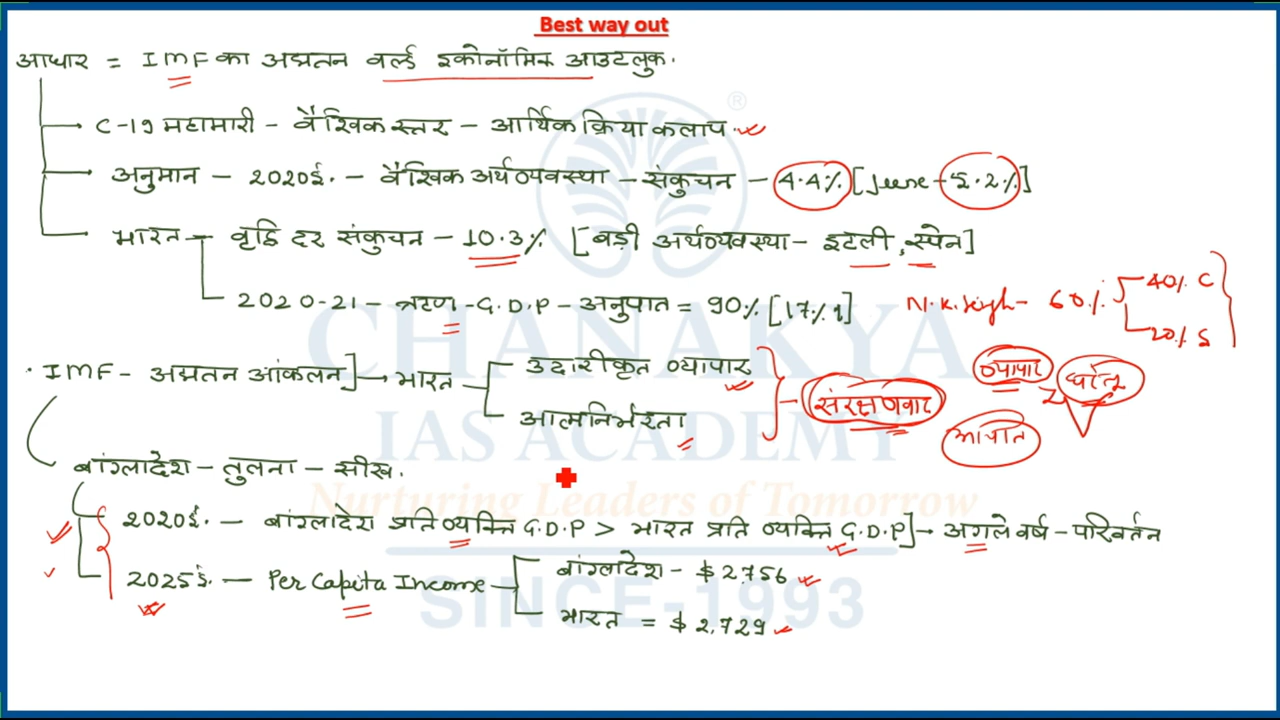 Best way out
आधार = IMF का अद्यतन वर्ल्ड इकोनॉमिक आउटलुक.
→ C-19 महामारी - वैश्विक स्तर - आर्थिक क्रियाकलाप.
→ अनुमान - 2020ई. - वैश्विक अर्थव्यवस्था - संकुचन - 4.4% [June - 5.2%]
→ भारत - वृद्धि दर संकुचन - 10.3% [बड़ी अर्थव्यवस्था - इटली, स्पेन]
2020-21 - ऋण - G.D.P - अनुपात = 90% [17%↑]
N.K. Singh - 60%
40% C
20% S
CHANAKYA
IAS ACADEMY
Nurturing Leaders of Tomorrow
SINCE-1993
®
IMF - अद्यतन आंकलन] → भारत
उदारीकृत व्यापार
आत्मनिर्भरता
संरक्षणवाद
व्यापार
घरेलू
आयात
बांग्लादेश - तुलना - सीख.
2020ई. - बांग्लादेश प्रति व्यक्ति G.D.P > भारत प्रति व्यक्ति G.D.P] → अगले वर्ष - परिवर्तन
2025ई. - Per Capita Income
बांग्लादेश - $2,756
भारत = $2,729